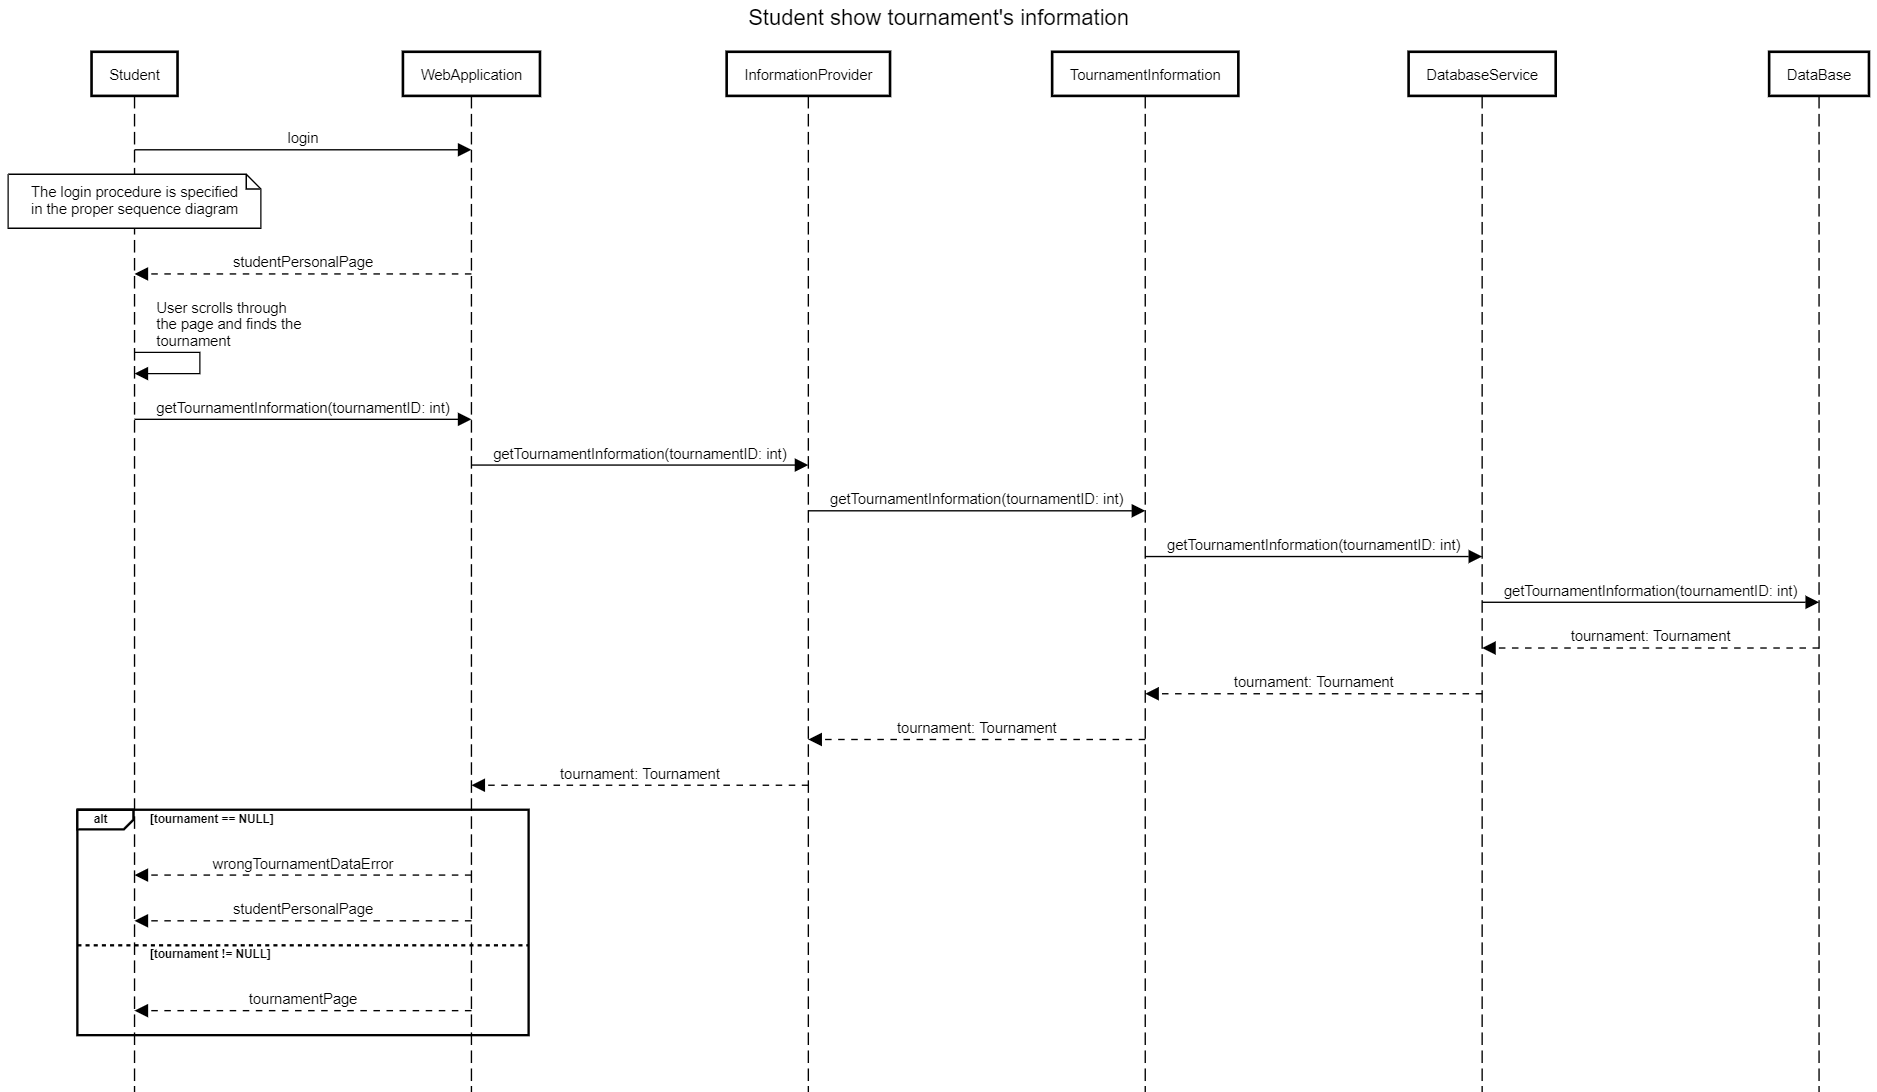 Student show tournament's information
Student
WebApplication
InformationProvider
TournamentInformation
DatabaseService
DataBase
login
The login procedure is specified
in the proper sequence diagram
studentPersonalPage
User scrolls through
the page and finds the
tournament
getTournamentInformation(tournamentID: int)
getTournamentInformation(tournamentID: int)
getTournamentInformation(tournamentID: int)
getTournamentInformation(tournamentID: int)
getTournamentInformation(tournamentID: int)
tournament: Tournament
tournament: Tournament
tournament: Tournament
tournament: Tournament
alt
[tournament == NULL]
wrongTournamentDataError
studentPersonalPage
[tournament != NULL]
tournamentPage